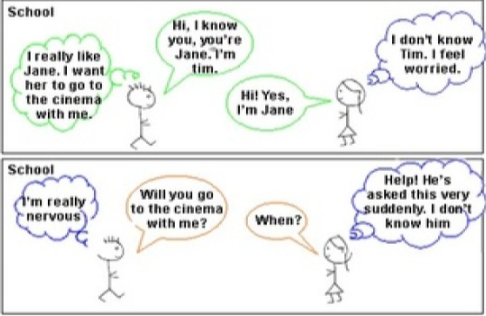 School
I really like
Jane. I want
her to go to
the cinema
with me.
Hi, I know
you, you're
Jane. I'm
tim.
Hi! Yes,
I'm Jane
I don't know
Tim. I feel
worried.
School
I'm really
nervous
Will you go
to the cinema
with me?
When?
Help! He's
asked this very
suddenly. I don't
know him